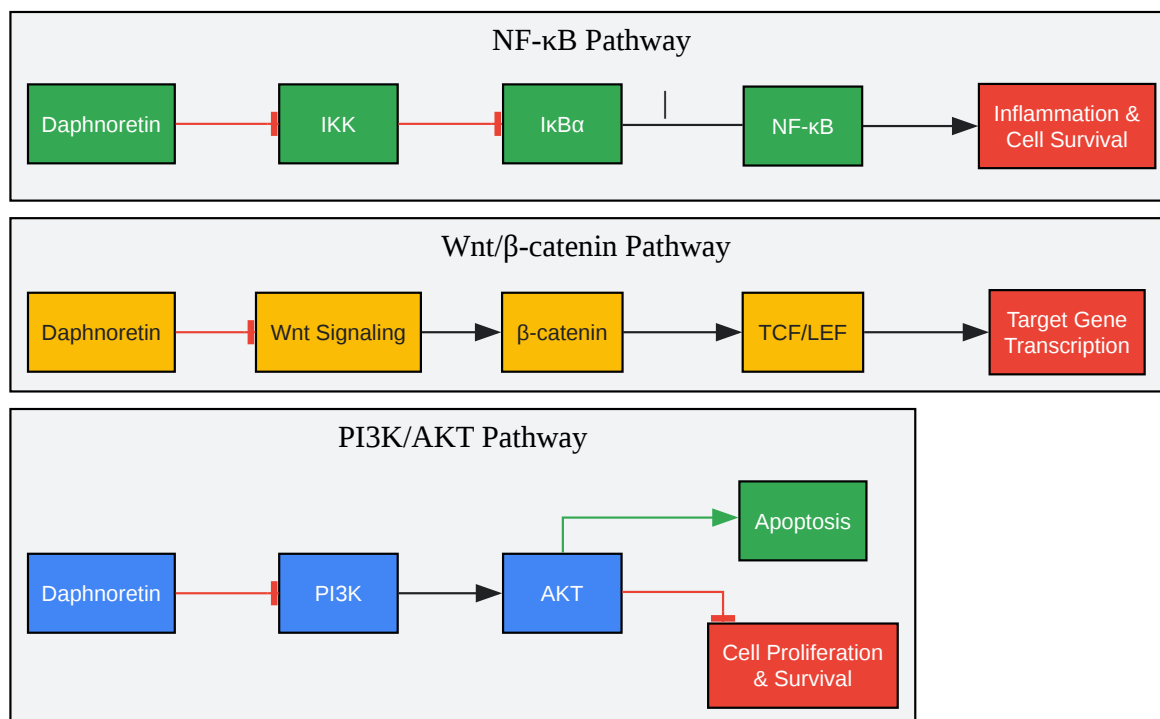 NF-κB Pathway
Daphnoretin
IKK
IκBα
|
NF-κB
Inflammation &
Cell Survival
Wnt/β-catenin Pathway
Daphnoretin
Wnt Signaling
β-catenin
TCF/LEF
Target Gene
Transcription
PI3K/AKT Pathway
Apoptosis
Daphnoretin
PI3K
AKT
Cell Proliferation
& Survival